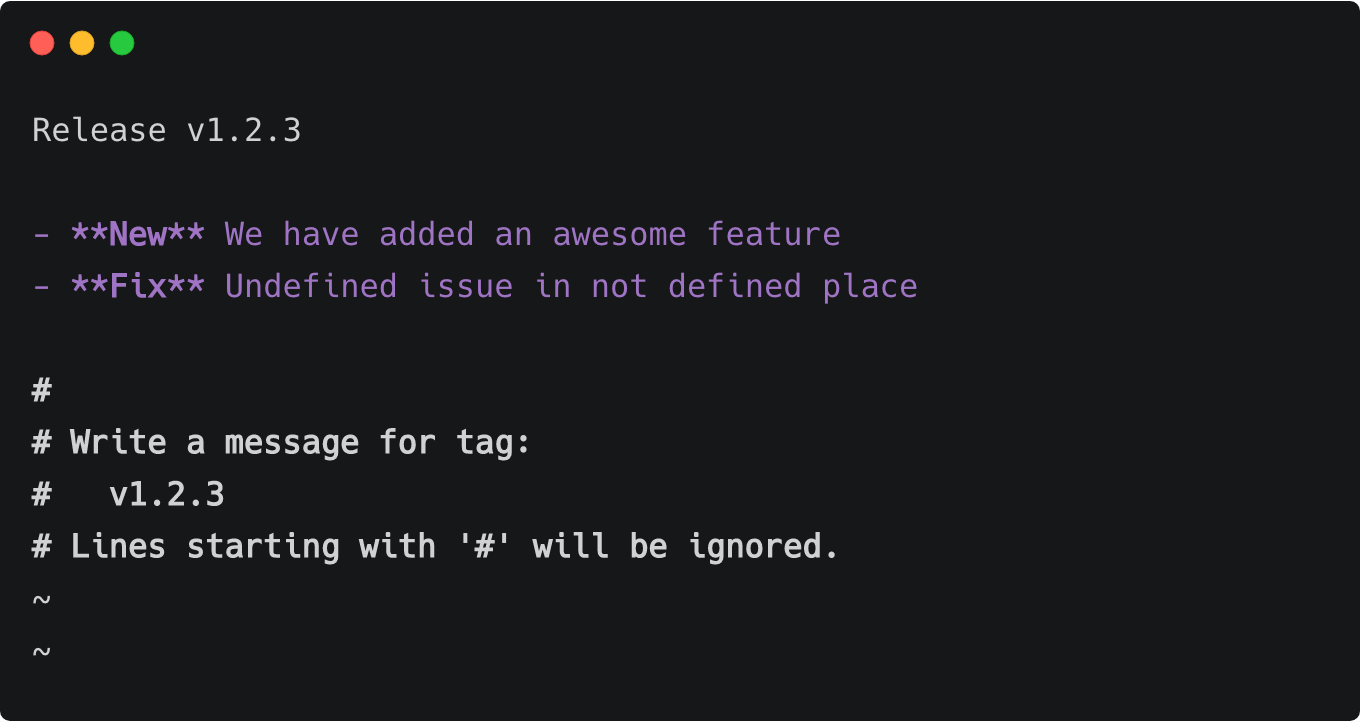 Release v1.2.3
- **New** We have added an awesome feature
- **Fix** Undefined issue in not defined place
#
# Write a message for tag:
#   v1.2.3
# Lines starting with '#' will be ignored.
~
~